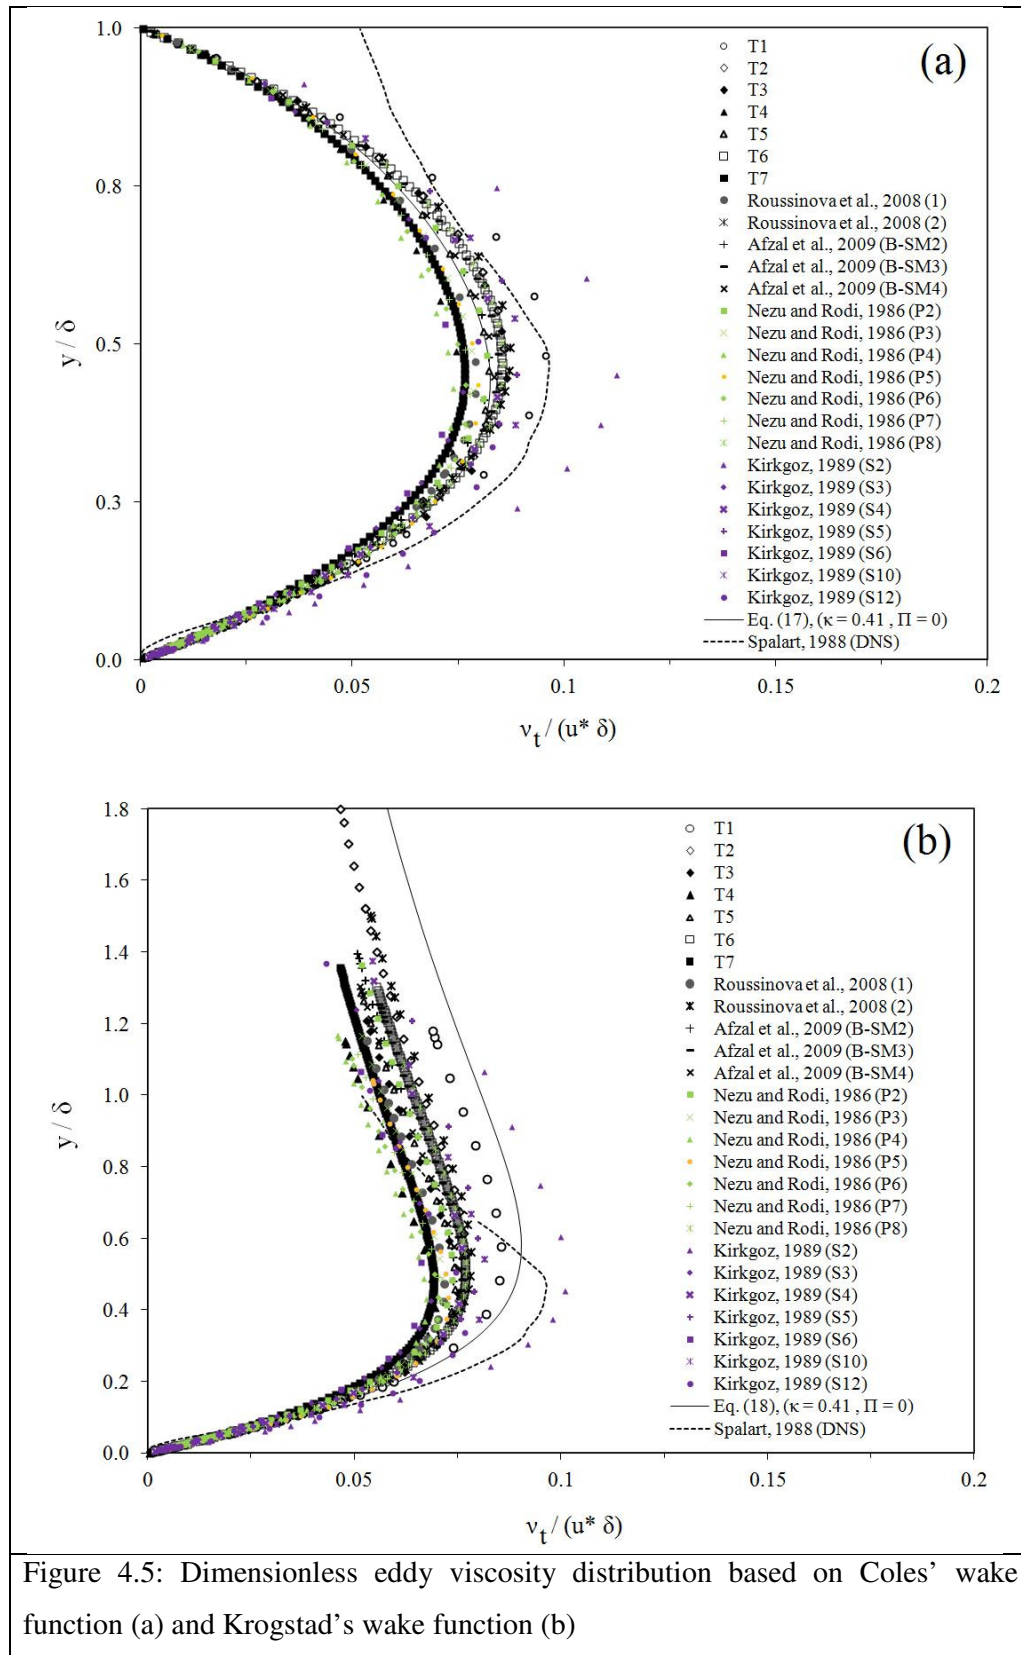 (a)
1.0
0.8
0.5
0.3
0.0
y / δ
T1
T2
T3
T4
T5
T6
T7
Roussinova et al., 2008 (1)
Roussinova et al., 2008 (2)
Afzal et al., 2009 (B-SM2)
Afzal et al., 2009 (B-SM3)
Afzal et al., 2009 (B-SM4)
Nezu and Rodi, 1986 (P2)
Nezu and Rodi, 1986 (P3)
Nezu and Rodi, 1986 (P4)
Nezu and Rodi, 1986 (P5)
Nezu and Rodi, 1986 (P6)
Nezu and Rodi, 1986 (P7)
Nezu and Rodi, 1986 (P8)
Kirkgoz, 1989 (S2)
Kirkgoz, 1989 (S3)
Kirkgoz, 1989 (S4)
Kirkgoz, 1989 (S5)
Kirkgoz, 1989 (S6)
Kirkgoz, 1989 (S10)
Kirkgoz, 1989 (S12)
Eq. (17), (κ = 0.41 , Π = 0)
Spalart, 1988 (DNS)
0 0.05 0.1 0.15 0.2
ν_t / (u* δ)
(b)
1.8
1.6
1.4
1.2
1.0
0.8
0.6
0.4
0.2
0.0
y / δ
T1
T2
T3
T4
T5
T6
T7
Roussinova et al., 2008 (1)
Roussinova et al., 2008 (2)
Afzal et al., 2009 (B-SM2)
Afzal et al., 2009 (B-SM3)
Afzal et al., 2009 (B-SM4)
Nezu and Rodi, 1986 (P2)
Nezu and Rodi, 1986 (P3)
Nezu and Rodi, 1986 (P4)
Nezu and Rodi, 1986 (P5)
Nezu and Rodi, 1986 (P6)
Nezu and Rodi, 1986 (P7)
Nezu and Rodi, 1986 (P8)
Kirkgoz, 1989 (S2)
Kirkgoz, 1989 (S3)
Kirkgoz, 1989 (S4)
Kirkgoz, 1989 (S5)
Kirkgoz, 1989 (S6)
Kirkgoz, 1989 (S10)
Kirkgoz, 1989 (S12)
Eq. (18), (κ = 0.41 , Π = 0)
Spalart, 1988 (DNS)
0 0.05 0.1 0.15 0.2
ν_t / (u* δ)
Figure 4.5: Dimensionless eddy viscosity distribution based on Coles’ wake
function (a) and Krogstad’s wake function (b)